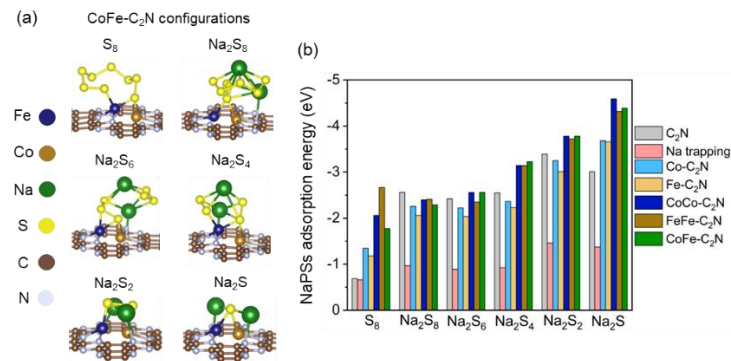 (a) CoFe-C₂N configurations
S₈ Na₂S₈
Fe
Co
Na₂S₆ Na₂S₄
Na
S
C
Na₂S₂ Na₂S
N
(b)
NaPSs adsorption energy (eV)
-5
-4
-3
-2
-1
0
S₈ Na₂S₈ Na₂S₆ Na₂S₄ Na₂S₂ Na₂S
C₂N
Na trapping
Co-C₂N
Fe-C₂N
CoCo-C₂N
FeFe-C₂N
CoFe-C₂N